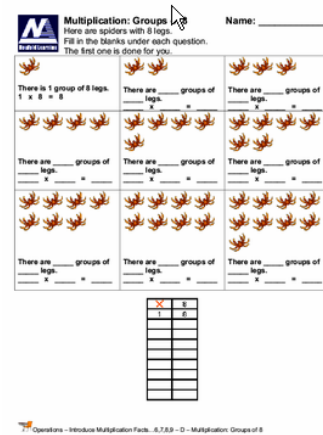 Multiplication: Groups 8
Name: ____________
Here are spiders with 8 legs.
Fill in the blanks under each question.
The first one is done for you.
There is 1 group of 8 legs.
1 x 8 = 8
There are _____ groups of
_____ legs.
_____ x _____ = _____
There are _____ groups of
_____ legs.
_____ x _____ = _____
There are _____ groups of
_____ legs.
_____ x _____ = _____
There are _____ groups of
_____ legs.
_____ x _____ = _____
There are _____ groups of
_____ legs.
_____ x _____ = _____
There are _____ groups of
_____ legs.
_____ x _____ = _____
There are _____ groups of
_____ legs.
_____ x _____ = _____
There are _____ groups of
_____ legs.
_____ x _____ = _____
X 8
1
Operations – Introduce Multiplication Facts...6,7,8,9 – D – Multiplication: Groups of 8